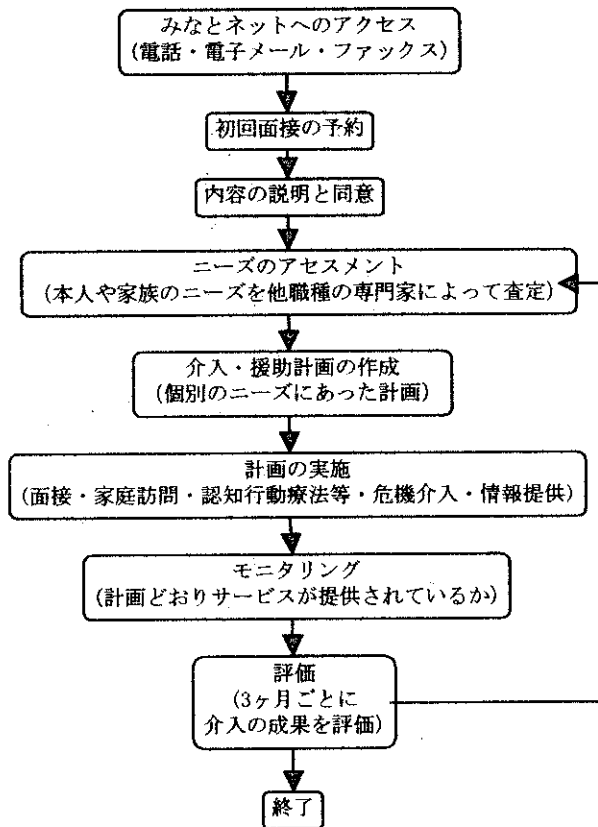 みなとネットへのアクセス
(電話・電子メール・ファックス)
初回面接の予約
内容の説明と同意
ニーズのアセスメント
(本人や家族のニーズを他職種の専門家によって査定)
介入・援助計画の作成
(個別のニーズにあった計画)
計画の実施
(面接・家庭訪問・認知行動療法等・危機介入・情報提供)
モニタリング
(計画どおりサービスが提供されているか)
評価
(3ヶ月ごとに
介入の成果を評価)
終了